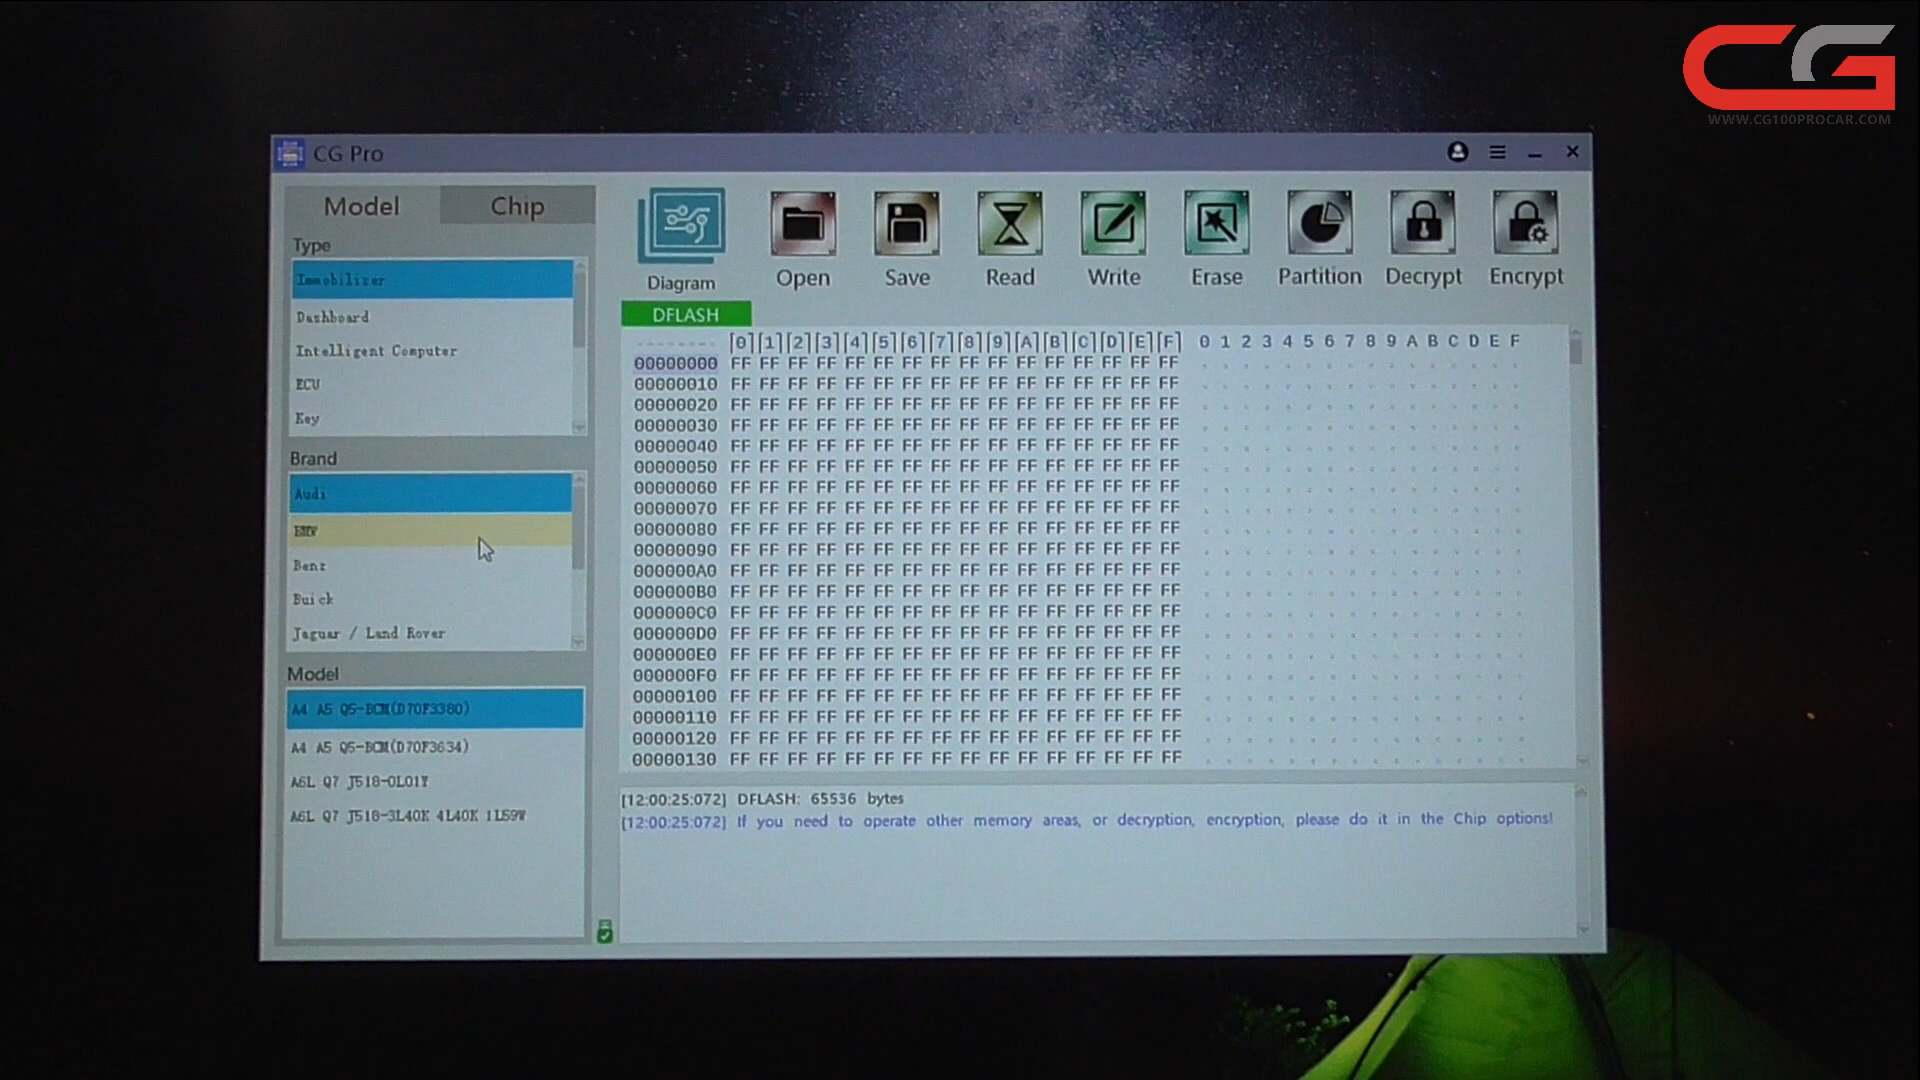 CG
WWW.CG100PROCAR.COM
CG Pro
Model Chip
Type
Immobilizer
Dashboard
Intelligent Computer
ECU
Key
Brand
Audi
BMW
Benz
Buick
Jaguar / Land Rover
Model
A4 A5 Q5-BCM(D70F3380)
A4 A5 Q5-BCM(D70F3634)
A6L Q7 J518-0L01Y
A6L Q7 J518-3L40K 4L40K 1L59W
Diagram Open Save Read Write Erase Partition Decrypt Encrypt
DFLASH
-------- [0][1][2][3][4][5][6][7][8][9][A][B][C][D][E][F] 0 1 2 3 4 5 6 7 8 9 A B C D E F
00000000 FF FF FF FF FF FF FF FF FF FF FF FF FF FF FF FF . . . . . . . . . . . . . . . .
00000010 FF FF FF FF FF FF FF FF FF FF FF FF FF FF FF FF . . . . . . . . . . . . . . . .
00000020 FF FF FF FF FF FF FF FF FF FF FF FF FF FF FF FF . . . . . . . . . . . . . . . .
00000030 FF FF FF FF FF FF FF FF FF FF FF FF FF FF FF FF . . . . . . . . . . . . . . . .
00000040 FF FF FF FF FF FF FF FF FF FF FF FF FF FF FF FF . . . . . . . . . . . . . . . .
00000050 FF FF FF FF FF FF FF FF FF FF FF FF FF FF FF FF . . . . . . . . . . . . . . . .
00000060 FF FF FF FF FF FF FF FF FF FF FF FF FF FF FF FF . . . . . . . . . . . . . . . .
00000070 FF FF FF FF FF FF FF FF FF FF FF FF FF FF FF FF . . . . . . . . . . . . . . . .
00000080 FF FF FF FF FF FF FF FF FF FF FF FF FF FF FF FF . . . . . . . . . . . . . . . .
00000090 FF FF FF FF FF FF FF FF FF FF FF FF FF FF FF FF . . . . . . . . . . . . . . . .
000000A0 FF FF FF FF FF FF FF FF FF FF FF FF FF FF FF FF . . . . . . . . . . . . . . . .
000000B0 FF FF FF FF FF FF FF FF FF FF FF FF FF FF FF FF . . . . . . . . . . . . . . . .
000000C0 FF FF FF FF FF FF FF FF FF FF FF FF FF FF FF FF . . . . . . . . . . . . . . . .
000000D0 FF FF FF FF FF FF FF FF FF FF FF FF FF FF FF FF . . . . . . . . . . . . . . . .
000000E0 FF FF FF FF FF FF FF FF FF FF FF FF FF FF FF FF . . . . . . . . . . . . . . . .
000000F0 FF FF FF FF FF FF FF FF FF FF FF FF FF FF FF FF . . . . . . . . . . . . . . . .
00000100 FF FF FF FF FF FF FF FF FF FF FF FF FF FF FF FF . . . . . . . . . . . . . . . .
00000110 FF FF FF FF FF FF FF FF FF FF FF FF FF FF FF FF . . . . . . . . . . . . . . . .
00000120 FF FF FF FF FF FF FF FF FF FF FF FF FF FF FF FF . . . . . . . . . . . . . . . .
00000130 FF FF FF FF FF FF FF FF FF FF FF FF FF FF FF FF . . . . . . . . . . . . . . . .
[12:00:25:072] DFLASH: 65536 bytes
[12:00:25:072] If you need to operate other memory areas, or decryption, encryption, please do it in the Chip options!